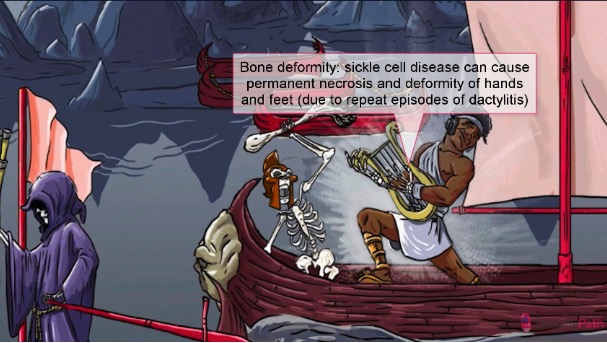 Bone deformity: sickle cell disease can cause
permanent necrosis and deformity of hands
and feet (due to repeat episodes of dactylitis)
Path